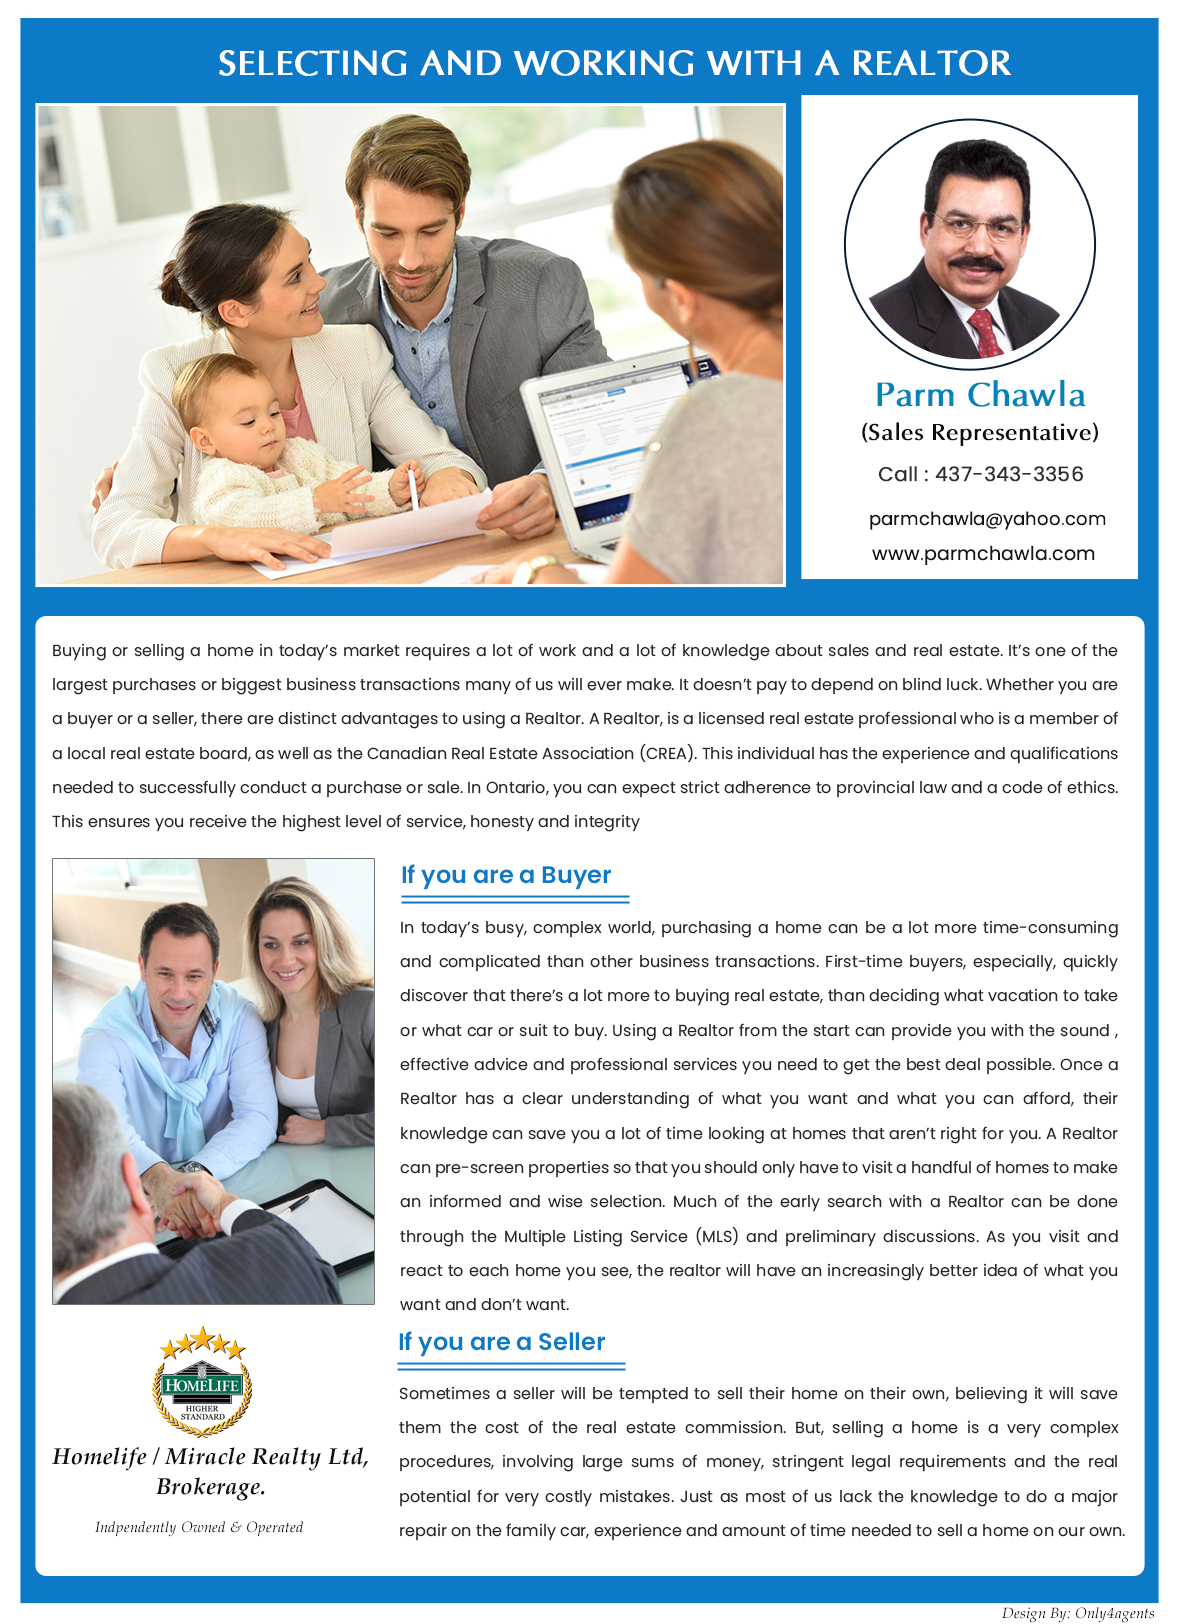 SELECTING AND WORKING WITH A REALTOR
Parm Chawla
(Sales Representative)
Call : 437-343-3356
parmchawla@yahoo.com
www.parmchawla.com
Buying or selling a home in today’s market requires a lot of work and a lot of knowledge about sales and real estate. It’s one of the
largest purchases or biggest business transactions many of us will ever make. It doesn’t pay to depend on blind luck. Whether you are
a buyer or a seller, there are distinct advantages to using a Realtor. A Realtor, is a licensed real estate professional who is a member of
a local real estate board, as well as the Canadian Real Estate Association (CREA). This individual has the experience and qualifications
needed to successfully conduct a purchase or sale. In Ontario, you can expect strict adherence to provincial law and a code of ethics.
This ensures you receive the highest level of service, honesty and integrity
If you are a Buyer
In today’s busy, complex world, purchasing a home can be a lot more time-consuming
and complicated than other business transactions. First-time buyers, especially, quickly
discover that there’s a lot more to buying real estate, than deciding what vacation to take
or what car or suit to buy. Using a Realtor from the start can provide you with the sound ,
effective advice and professional services you need to get the best deal possible. Once a
Realtor has a clear understanding of what you want and what you can afford, their
knowledge can save you a lot of time looking at homes that aren’t right for you. A Realtor
can pre-screen properties so that you should only have to visit a handful of homes to make
an informed and wise selection. Much of the early search with a Realtor can be done
through the Multiple Listing Service (MLS) and preliminary discussions. As you visit and
react to each home you see, the realtor will have an increasingly better idea of what you
want and don’t want.
If you are a Seller
Sometimes a seller will be tempted to sell their home on their own, believing it will save
them the cost of the real estate commission. But, selling a home is a very complex
procedures, involving large sums of money, stringent legal requirements and the real
potential for very costly mistakes. Just as most of us lack the knowledge to do a major
repair on the family car, experience and amount of time needed to sell a home on our own.
HOMELIFE
HIGHER
STANDARD
Homelife / Miracle Realty Ltd,
Brokerage.
Indpendently Owned & Operated
Design By: Only4agents